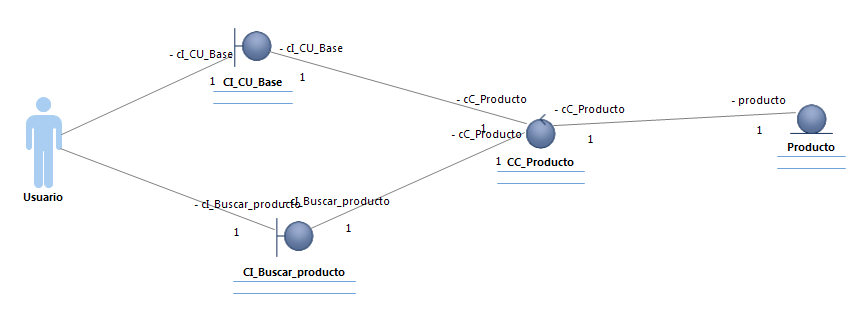 - cI_CU_Base
- cI_CU_Base
1
1
CI_CU_Base
- cC_Producto
1
- cC_Producto
- cC_Producto
1
1
CC_Producto
- producto
1
Producto
Usuario
- cI_Buscar_producto
- cI_Buscar_producto
1
1
CI_Buscar_producto